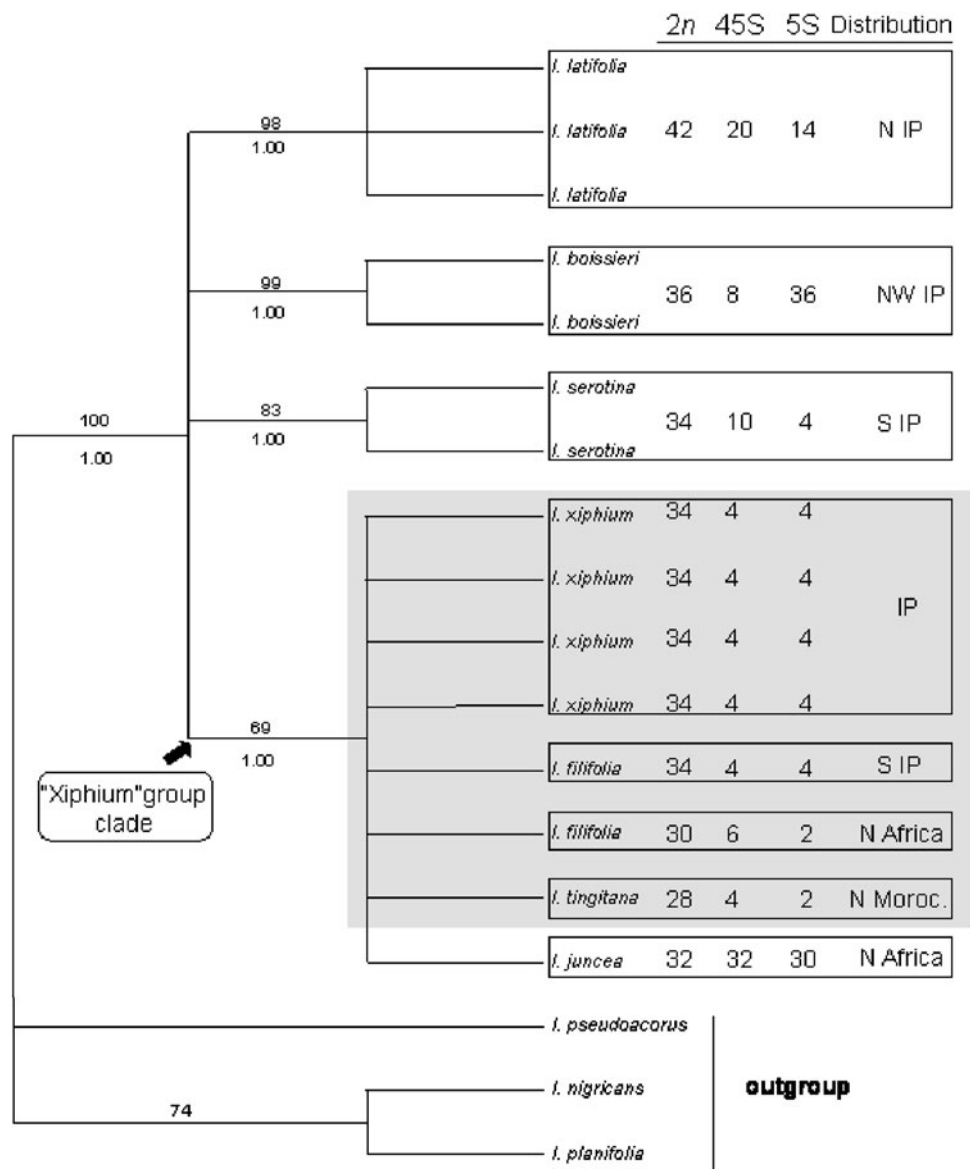 2n 45S 5S Distribution
I. latifolia
98
I. latifolia 42 20 14 N IP
1.00
I. latifolia
I. boissieri
99
36 8 36 NW IP
1.00
I. boissieri
I. serotina
100
83
34 10 4 S IP
1.00
1.00
I. serotina
I. xiphium 34 4 4
I. xiphium 34 4 4
IP
I. xiphium 34 4 4
I. xiphium 34 4 4
69
1.00
"Xiphium"group
clade
I. filifolia 34 4 4 S IP
I. filifolia 30 6 2 N Africa
I. tingitana 28 4 2 N Moroc.
I. juncea 32 32 30 N Africa
I. pseudoacorus
I. nigricans
outgroup
74
I. planifolia